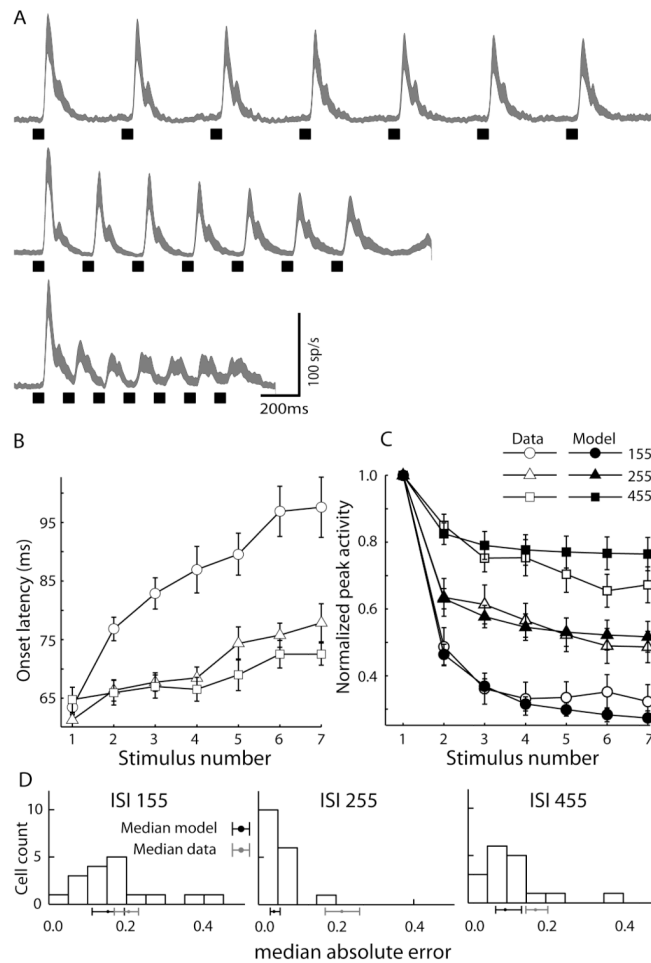 A
100 sp/s
200ms
B
C
Data Model
155
255
455
Onset latency (ms)
95
85
75
65
1 2 3 4 5 6 7
Stimulus number
Normalized peak activity
1.0
0.8
0.6
0.4
1 2 3 4 5 6 7
Stimulus number
D
ISI 155
ISI 255
ISI 455
Median model
Median data
Cell count
10
5
0
0.0 0.2 0.4
0.0 0.2 0.4
0.0 0.2 0.4
median absolute error